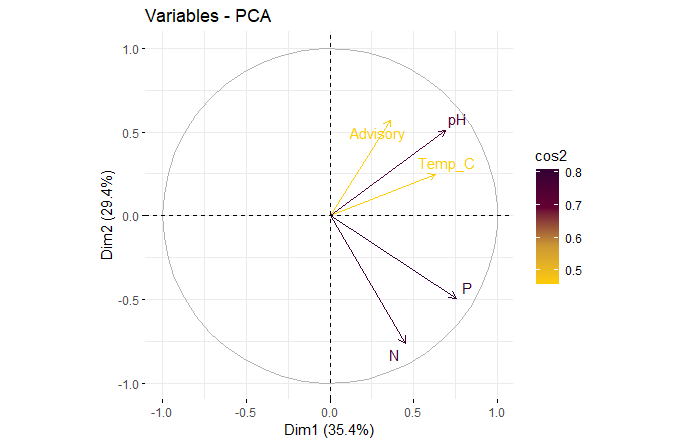 Variables - PCA
1.0
0.5
0.0
-0.5
-1.0
Dim2 (29.4%)
Advisory
pH
Temp_C
P
N
-1.0
-0.5
0.0
0.5
1.0
Dim1 (35.4%)
cos2
0.8
0.7
0.6
0.5